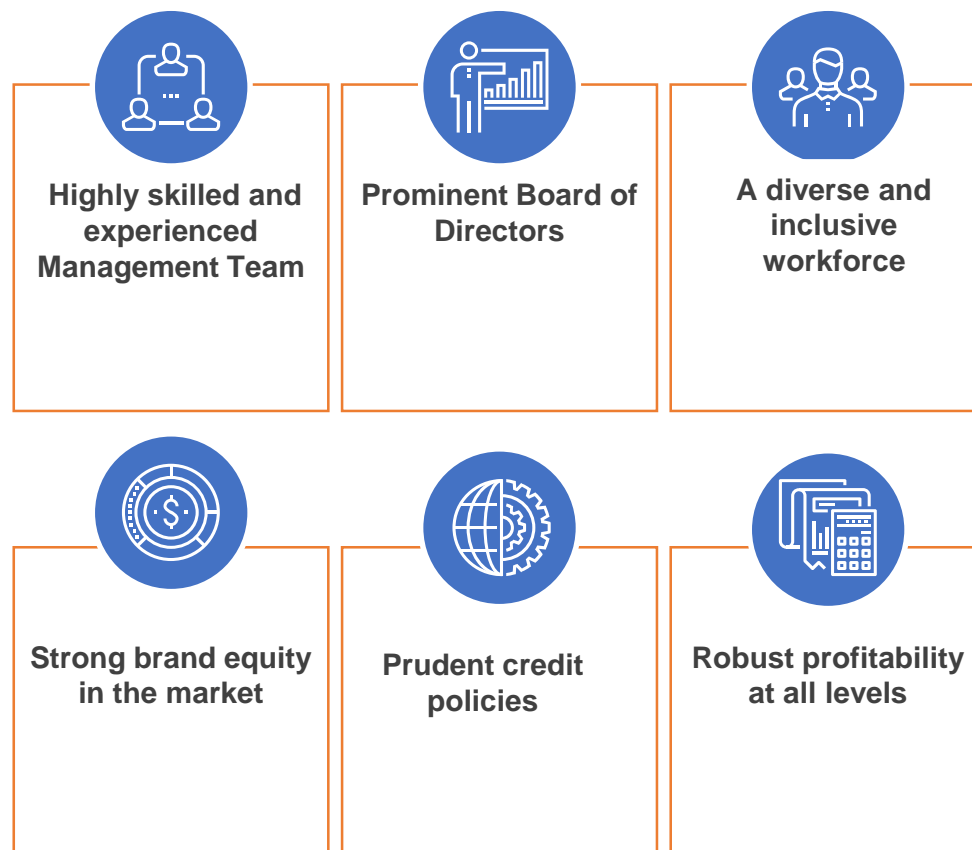 Highly skilled and
experienced
Management Team
Prominent Board of
Directors
A diverse and
inclusive
workforce
Strong brand equity
in the market
Prudent credit
policies
Robust profitability
at all levels